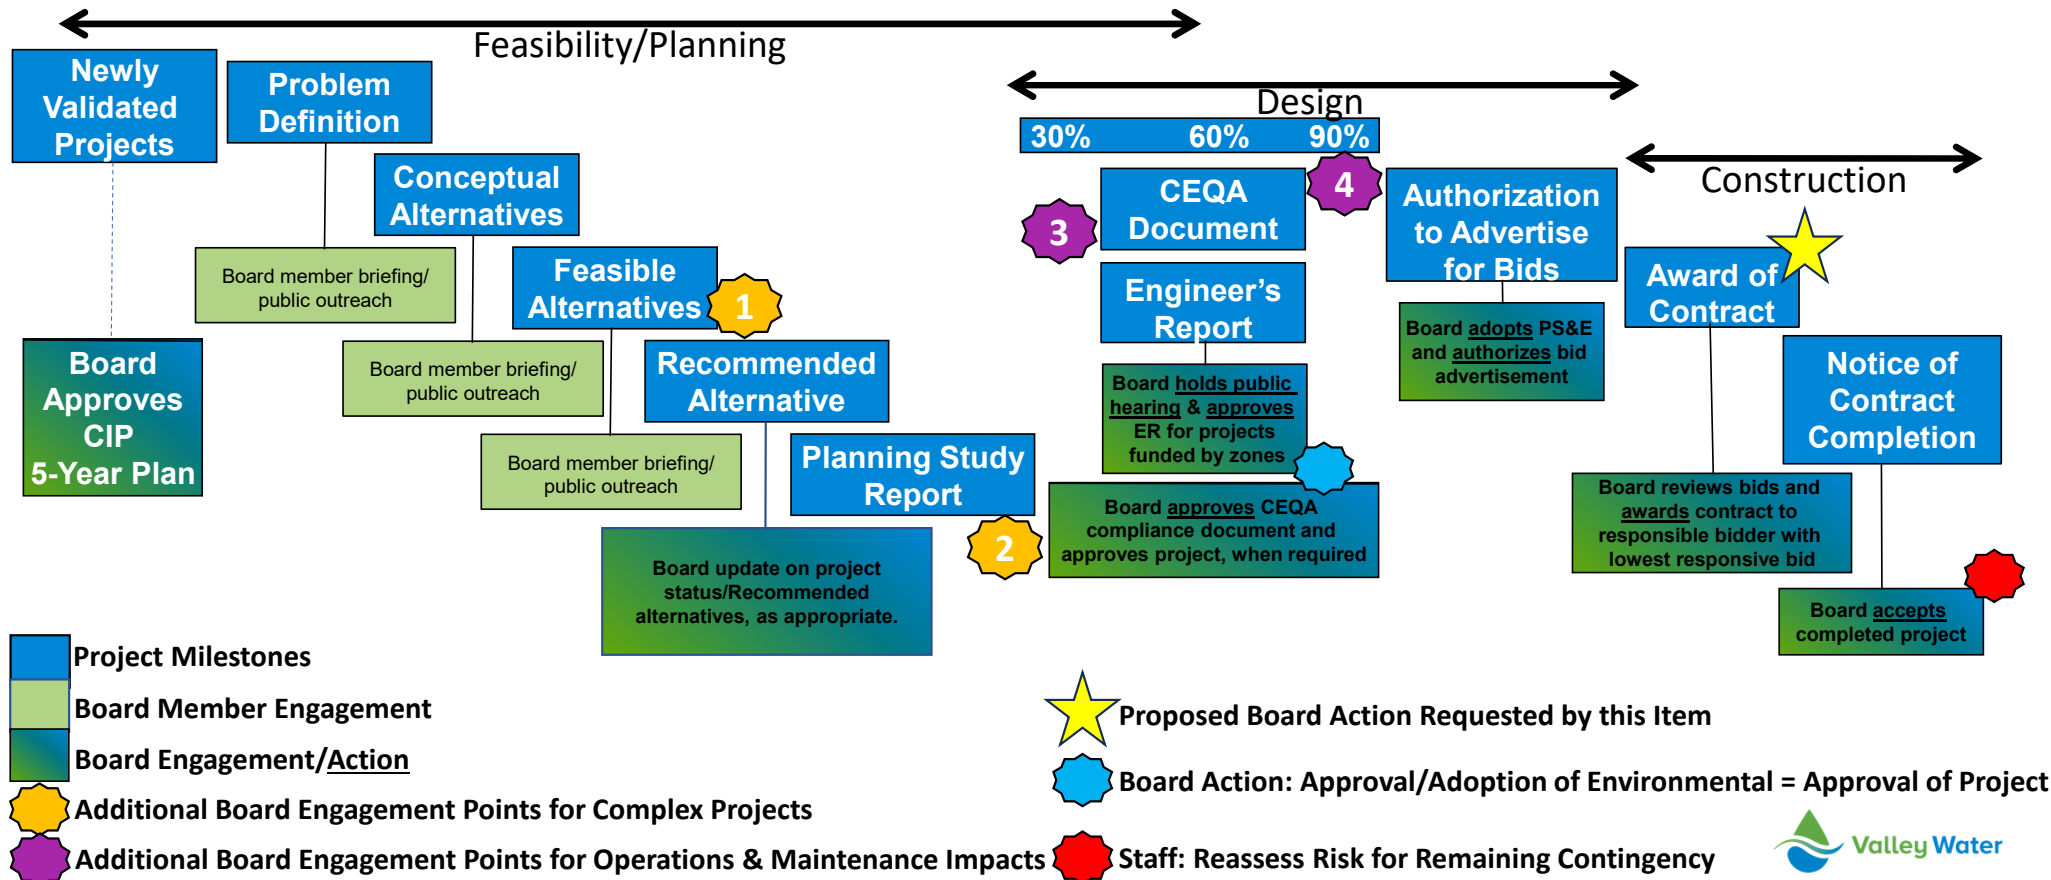 Feasibility/Planning
Newly
Validated
Projects
Problem
Definition
Conceptual
Alternatives
Feasible
Alternatives
1
Recommended
Alternative
Planning Study
Report
2
Board
Approves
CIP
5-Year Plan
Board member briefing/
public outreach
Board member briefing/
public outreach
Board member briefing/
public outreach
Board update on project
status/Recommended
alternatives, as appropriate.
Design
30% 60% 90%
3
CEQA
Document
4
Engineer's
Report
Board holds public
hearing & approves
ER for projects
funded by zones
Board approves CEQA
compliance document and
approves project, when required
Authorization
to Advertise
for Bids
Board adopts PS&E
and authorizes bid
advertisement
Construction
Award of
Contract
Board reviews bids and
awards contract to
responsible bidder with
lowest responsive bid
Notice of
Contract
Completion
Board accepts
completed project
Project Milestones
Board Member Engagement
Board Engagement/Action
Additional Board Engagement Points for Complex Projects
Additional Board Engagement Points for Operations & Maintenance Impacts
Proposed Board Action Requested by this Item
Board Action: Approval/Adoption of Environmental = Approval of Project
Staff: Reassess Risk for Remaining Contingency
Valley Water